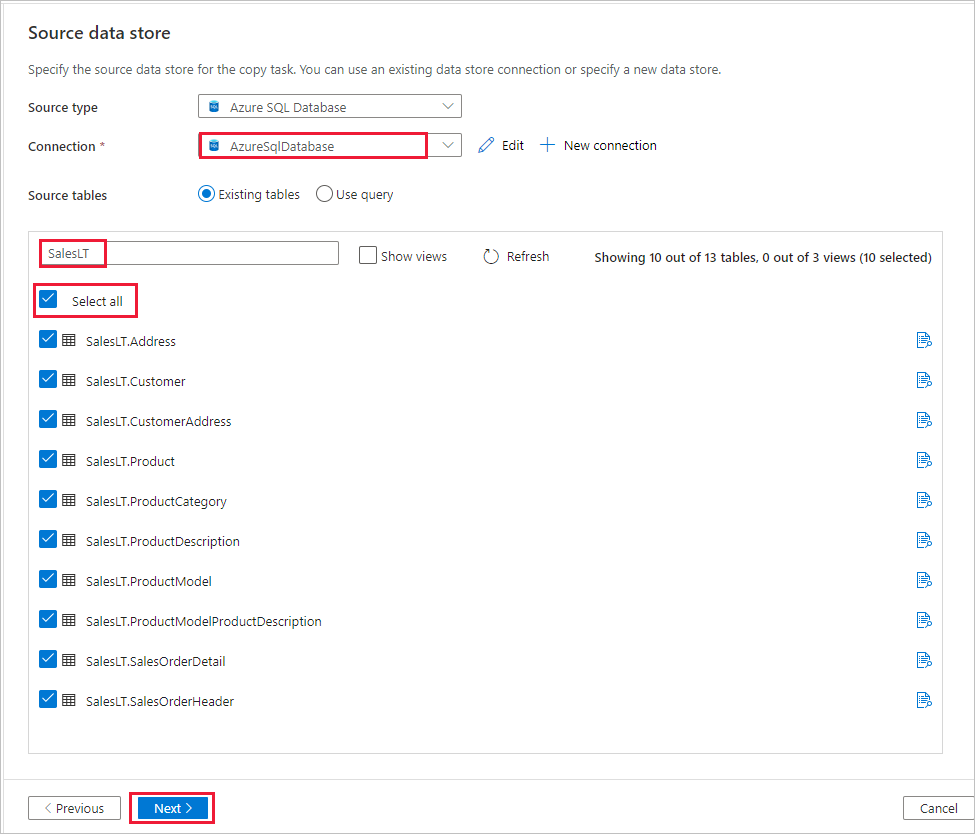 Source data store
Specify the source data store for the copy task. You can use an existing data store connection or specify a new data store.
Source type SQL Azure SQL Database
Connection * SQL AzureSqlDatabase Edit New connection
Source tables Existing tables Use query
SalesLT Show views Refresh Showing 10 out of 13 tables, 0 out of 3 views (10 selected)
Select all
SalesLT.Address
SalesLT.Customer
SalesLT.CustomerAddress
SalesLT.Product
SalesLT.ProductCategory
SalesLT.ProductDescription
SalesLT.ProductModel
SalesLT.ProductModelProductDescription
SalesLT.SalesOrderDetail
SalesLT.SalesOrderHeader
< Previous Next > Cancel